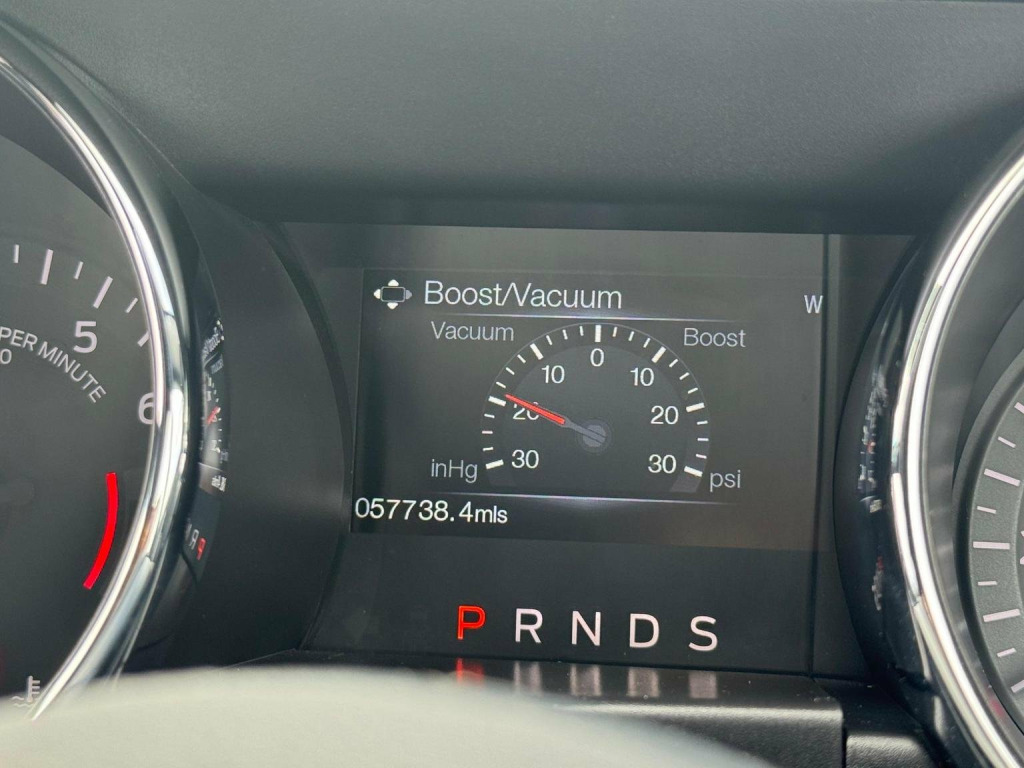 Boost/Vacuum
W
Vacuum
Boost
0
10
10
20
20
30
30
inHg
psi
057738.4mls
P R N D S
5
6
PER MINUTE